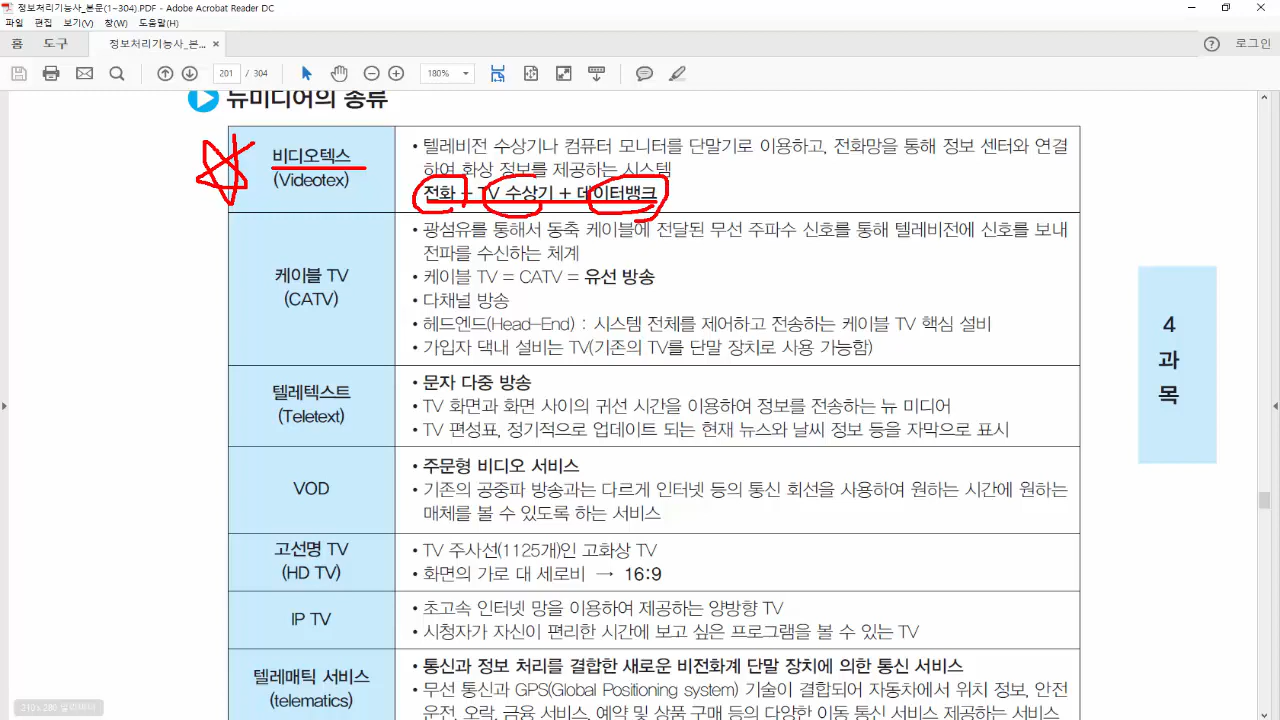 정보처리기능사_본문(1~304).PDF - Adobe Acrobat Reader DC
파일 편집 보기(V) 창(W) 도움말(H)
홈 도구 정보처리기능사_본... × ? 로그인
201 / 304 180%
뉴미디어의 종류
비디오텍스
(Videotex)
• 텔레비전 수상기나 컴퓨터 모니터를 단말기로 이용하고, 전화망을 통해 정보 센터와 연결
하여 화상 정보를 제공하는 시스템
전화 + TV 수상기 + 데이터뱅크
케이블 TV
(CATV)
• 광섬유를 통해서 동축 케이블에 전달된 무선 주파수 신호를 통해 텔레비전에 신호를 보내
전파를 수신하는 체계
• 케이블 TV = CATV = 유선 방송
• 다채널 방송
• 헤드엔드(Head-End) : 시스템 전체를 제어하고 전송하는 케이블 TV 핵심 설비
• 가입자 댁내 설비는 TV(기존의 TV를 단말 장치로 사용 가능함)
텔레텍스트
(Teletext)
• 문자 다중 방송
• TV 화면과 화면 사이의 귀선 시간을 이용하여 정보를 전송하는 뉴 미디어
• TV 편성표, 정기적으로 업데이트 되는 현재 뉴스와 날씨 정보 등을 자막으로 표시
VOD
• 주문형 비디오 서비스
• 기존의 공중파 방송과는 다르게 인터넷 등의 통신 회선을 사용하여 원하는 시간에 원하는
매체를 볼 수 있도록 하는 서비스
고선명 TV
(HD TV)
• TV 주사선(1125개)인 고화상 TV
• 화면의 가로 대 세로비 → 16:9
IP TV
• 초고속 인터넷 망을 이용하여 제공하는 양방향 TV
• 시청자가 자신이 편리한 시간에 보고 싶은 프로그램을 볼 수 있는 TV
텔레매틱 서비스
(telematics)
• 통신과 정보 처리를 결합한 새로운 비전화계 단말 장치에 의한 통신 서비스
• 무선 통신과 GPS(Global Positioning system) 기술이 결합되어 자동차에서 위치 정보, 안전
운전, 오락, 금융 서비스, 예약 및 상품 구매 등의 다양한 이동 통신 서비스 제공하는 서비스
4
과
목
210 x 280 밀리미터